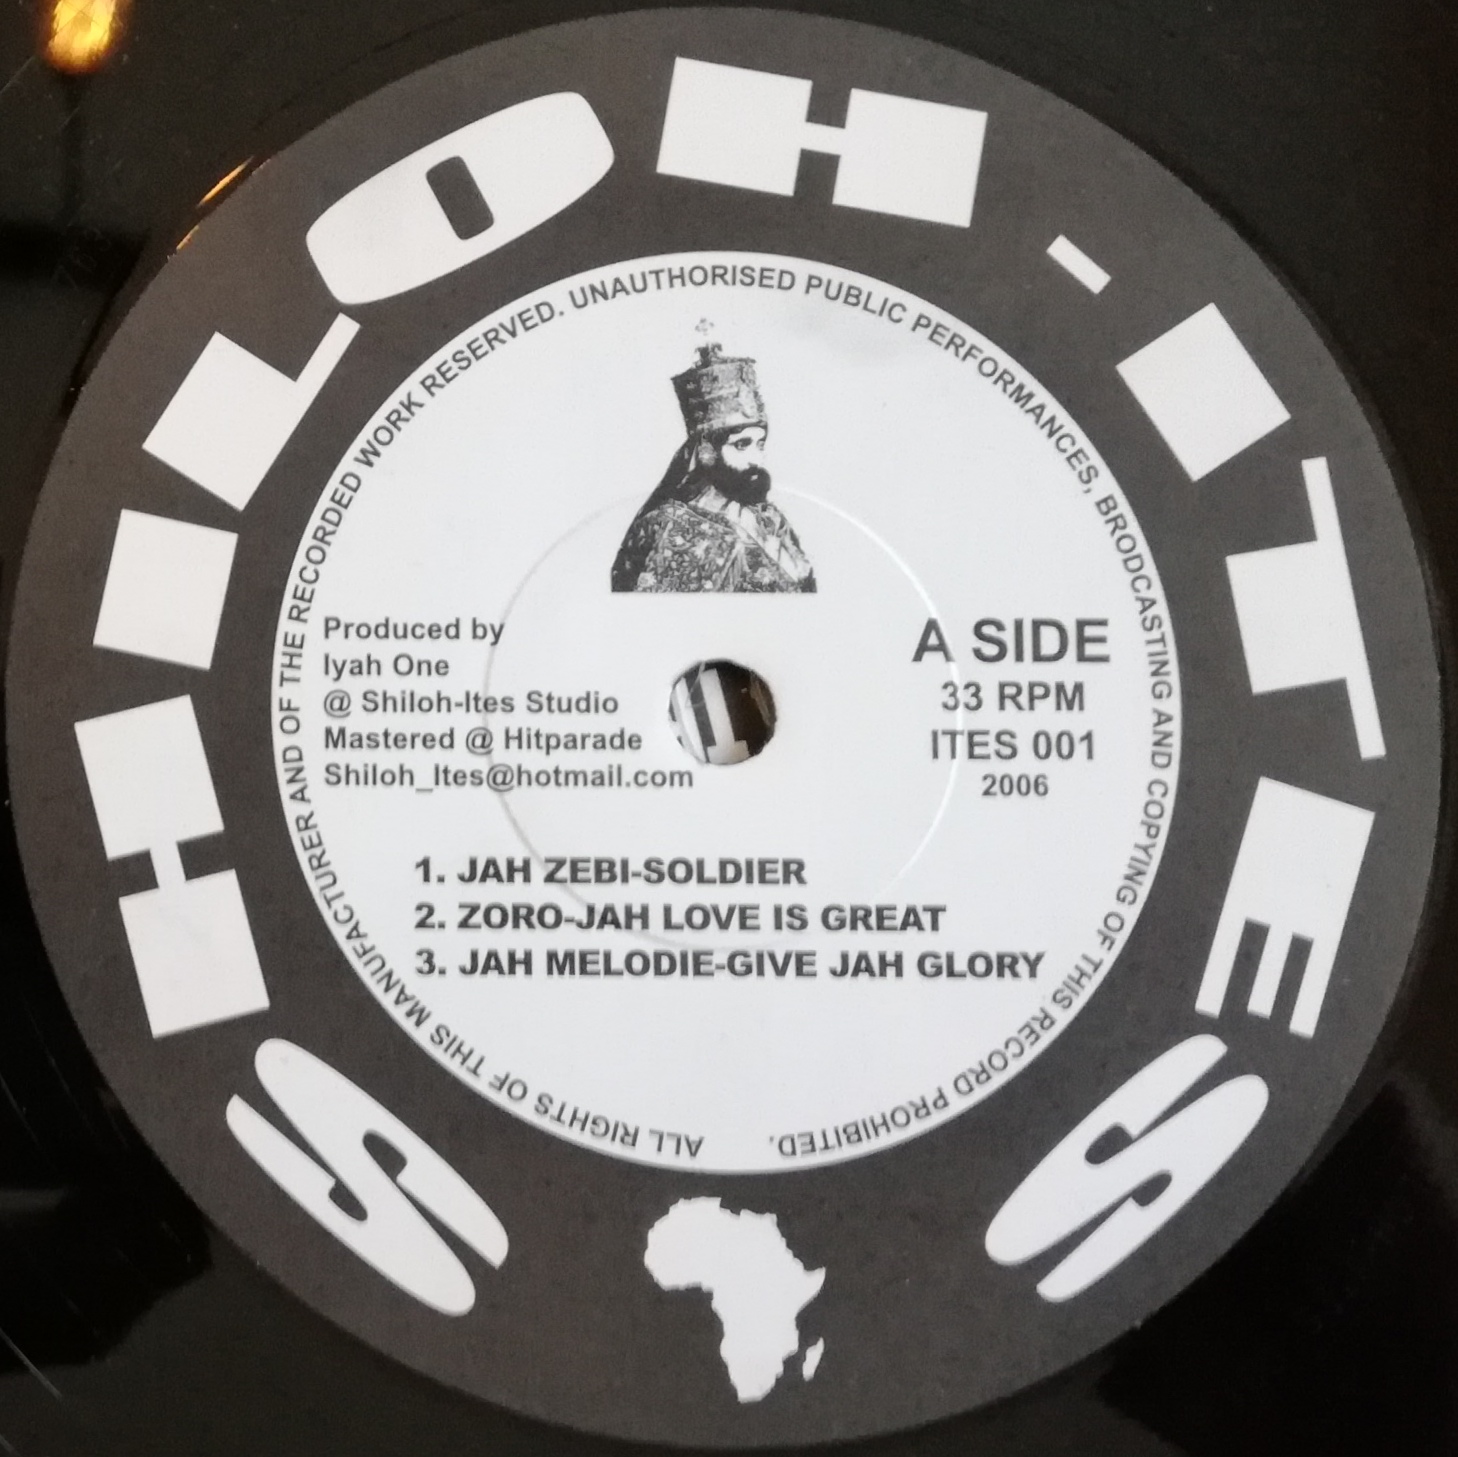 SHILOH-ITES
ALL RIGHTS OF THIS MANUFACTURER AND OF THE RECORDED WORK RESERVED. UNAUTHORISED PUBLIC PERFORMANCES, BRODCASTING AND COPYING OF THIS RECORD PROHIBITED.
Produced by
Iyah One
@ Shiloh-Ites Studio
Mastered @ Hitparade
Shiloh_Ites@hotmail.com
A SIDE
33 RPM
ITES 001
2006
1. JAH ZEBI-SOLDIER
2. ZORO-JAH LOVE IS GREAT
3. JAH MELODIE-GIVE JAH GLORY